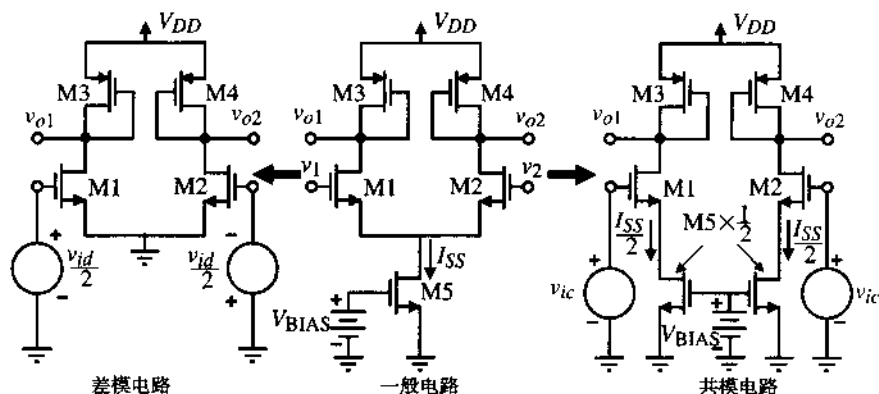 V_DD
M3
M4
v_o1
v_o2
M1
M2
+
v_id/2
−
−
v_id/2
+
差模电路
V_DD
M3
M4
v_o1
v_o2
v_1
v_2
M1
M2
I_SS
M5
+
V_BIAS
−
一般电路
V_DD
M3
M4
v_o1
v_o2
M1
M2
I_SS/2
M5×1/2
I_SS/2
+
v_ic
−
V_BIAS
+
−
+
v_ic
−
共模电路